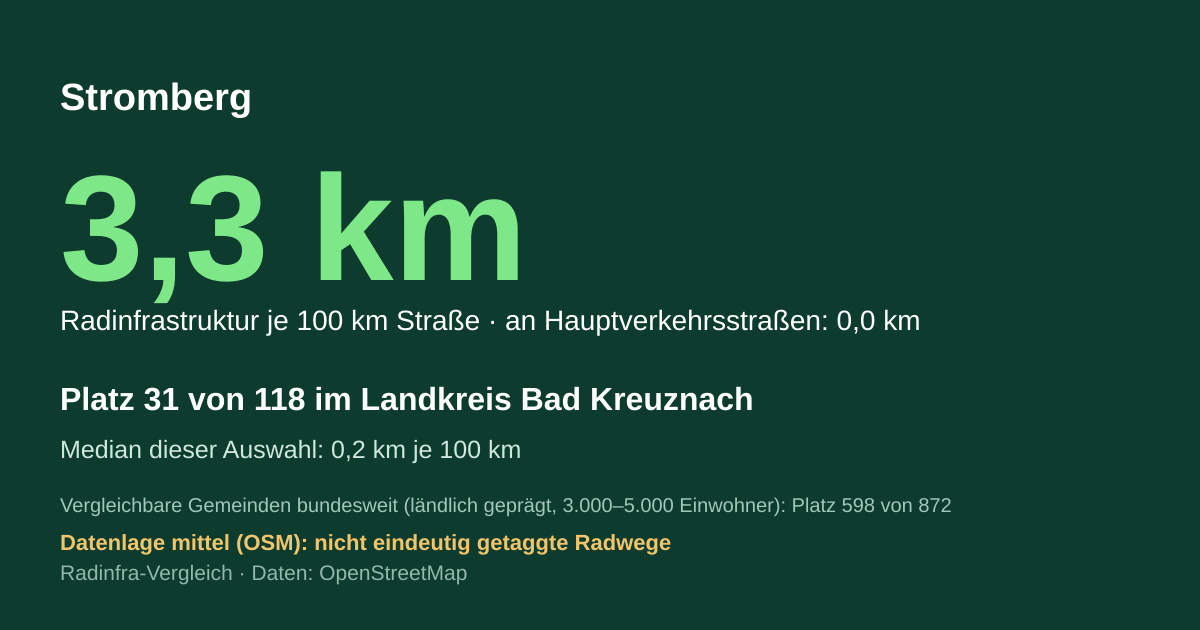 Stromberg
3,3 km
Radinfrastruktur je 100 km Straße · an Hauptverkehrsstraßen: 0,0 km
Platz 31 von 118 im Landkreis Bad Kreuznach
Median dieser Auswahl: 0,2 km je 100 km
Vergleichbare Gemeinden bundesweit (ländlich geprägt, 3.000–5.000 Einwohner): Platz 598 von 872
Datenlage mittel (OSM): nicht eindeutig getaggte Radwege
Radinfra-Vergleich · Daten: OpenStreetMap